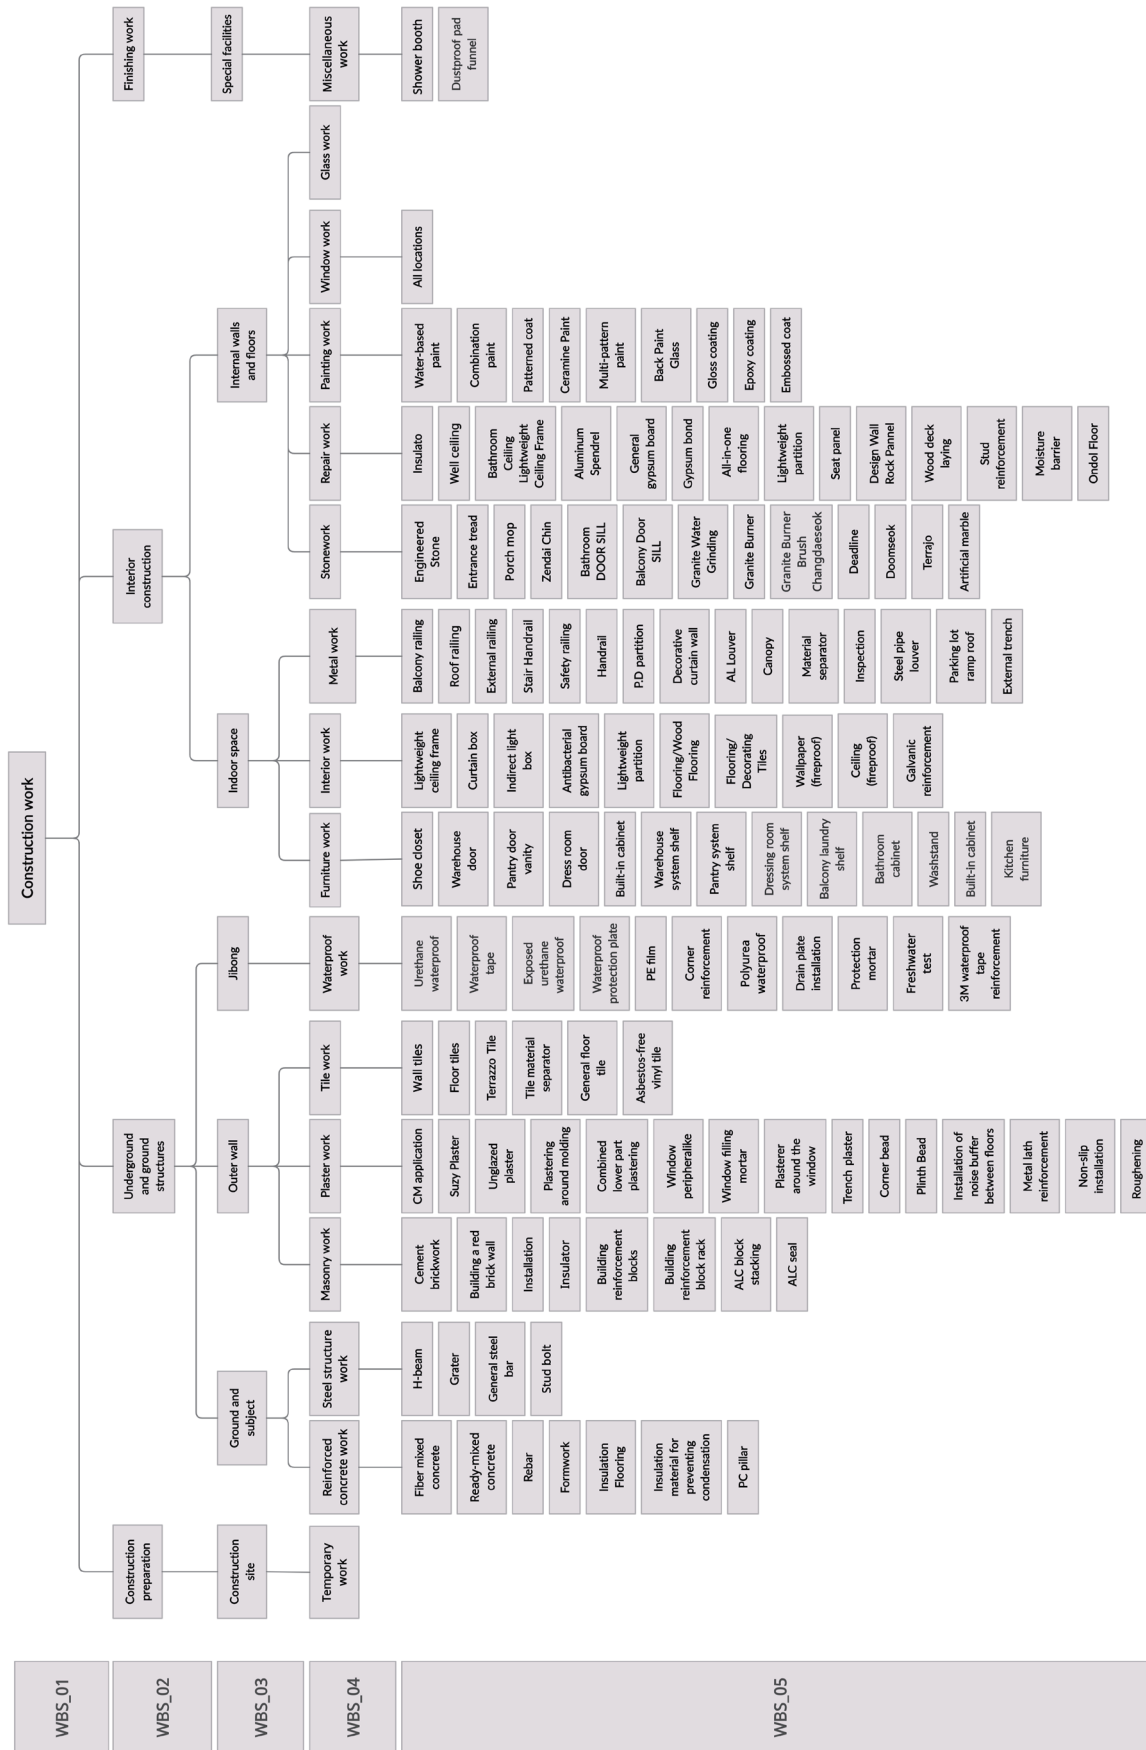 Construction work
WBS_01
WBS_02
Construction
preparation
Underground
and ground
structures
Interior
construction
Finishing work
WBS_03
Construction
site
Ground and
subject
Outer wall
Jibong
Indoor space
Internal walls
and floors
Special facilities
WBS_04
Temporary
work
Reinforced
concrete work
Steel structure
work
Masonry work
Plaster work
Tile work
Waterproof
work
Furniture work
Interior work
Metal work
Stonework
Repair work
Painting work
Window work
Glass work
Miscellaneous
work
WBS_05
Fiber mixed
concrete
Ready-mixed
concrete
Rebar
Formwork
Insulation
Flooring
Insulation
material for
preventing
condensation
PC pillar
H-beam
Grater
General steel
bar
Stud bolt
Cement
brickwork
Building a red
brick wall
Installation
Insulator
Building
reinforcement
blocks
Building
reinforcement
block rack
ALC block
stacking
ALC seal
CM application
Suzy Plaster
Unglazed
plaster
Plastering
around molding
Combined
lower part
plastering
Window
peripheralike
Window filling
mortar
Plasterer
around the
window
Trench plaster
Corner bead
Plinth Bead
Installation of
noise buffer
between floors
Metal lath
reinforcement
Non-slip
installation
Roughening
Wall tiles
Floor tiles
Terrazzo Tile
Tile material
separator
General floor
tile
Asbestos-free
vinyl tile
Urethane
waterproof
Waterproof
tape
Exposed
urethane
waterproof
Waterproof
protection plate
PE film
Corner
reinforcement
Polyurea
waterproof
Drain plate
installation
Protection
mortar
Freshwater
test
3M waterproof
tape
reinforcement
Shoe closet
Warehouse
door
Pantry door
vanity
Dress room
door
Built-in cabinet
Warehouse
system shelf
Pantry system
shelf
Dressing room
system shelf
Balcony laundry
shelf
Bathroom
cabinet
Washstand
Built-in cabinet
Kitchen
furniture
Lightweight
ceiling frame
Curtain box
Indirect light
box
Antibacterial
gypsum board
Lightweight
partition
Flooring/Wood
Flooring
Flooring/
Decorating
Tiles
Wallpaper
(fireproof)
Ceiling
(fireproof)
Galvanic
reinforcement
Balcony railing
Roof railing
External railing
Stair Handrail
Safety railing
Handrail
P.D partition
Decorative
curtain wall
AL Louver
Canopy
Material
separator
Inspection
Steel pipe
louver
Parking lot
ramp roof
External trench
Engineered
Stone
Entrance tread
Porch mop
Zendai Chin
Bathroom
DOOR SILL
Balcony Door
SILL
Granite Water
Grinding
Granite Burner
Granite Burner
Brush
Changdaeseok
Deadline
Doomseok
Terrajo
Artificial marble
Insulato
Well ceiling
Bathroom
Ceiling
Lightweight
Ceiling Frame
Aluminum
Spendrel
General
gypsum board
Gypsum bond
All-in-one
flooring
Lightweight
partition
Seat panel
Design Wall
Rock Pannel
Wood deck
laying
Stud
reinforcement
Moisture
barrier
Ondol Floor
Water-based
paint
Combination
paint
Patterned coat
Ceramine Paint
Multi-pattern
paint
Back Paint
Glass
Gloss coating
Epoxy coating
Embossed coat
All locations
Shower booth
Dustproof pad
funnel